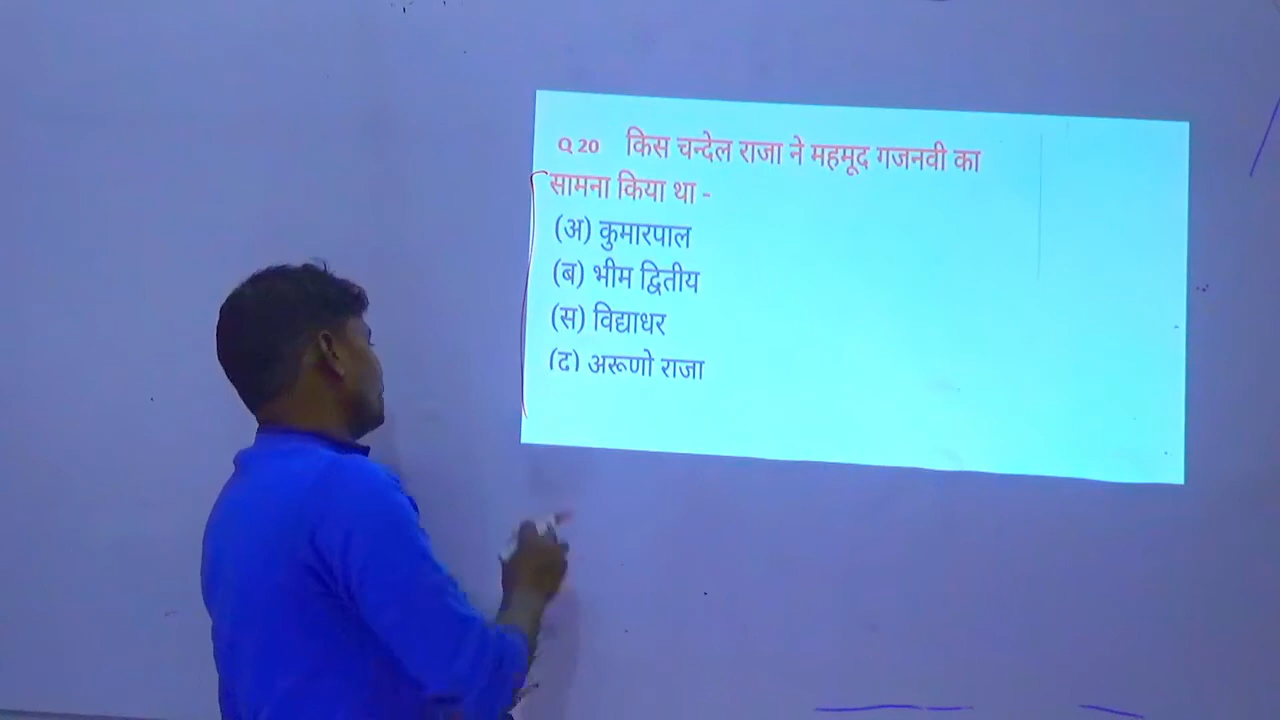 Q 20 किस चन्देल राजा ने महमूद गजनवी का
सामना किया था -
(अ) कुमारपाल
(ब) भीम द्वितीय
(स) विद्याधर
(द) अरूणो राजा